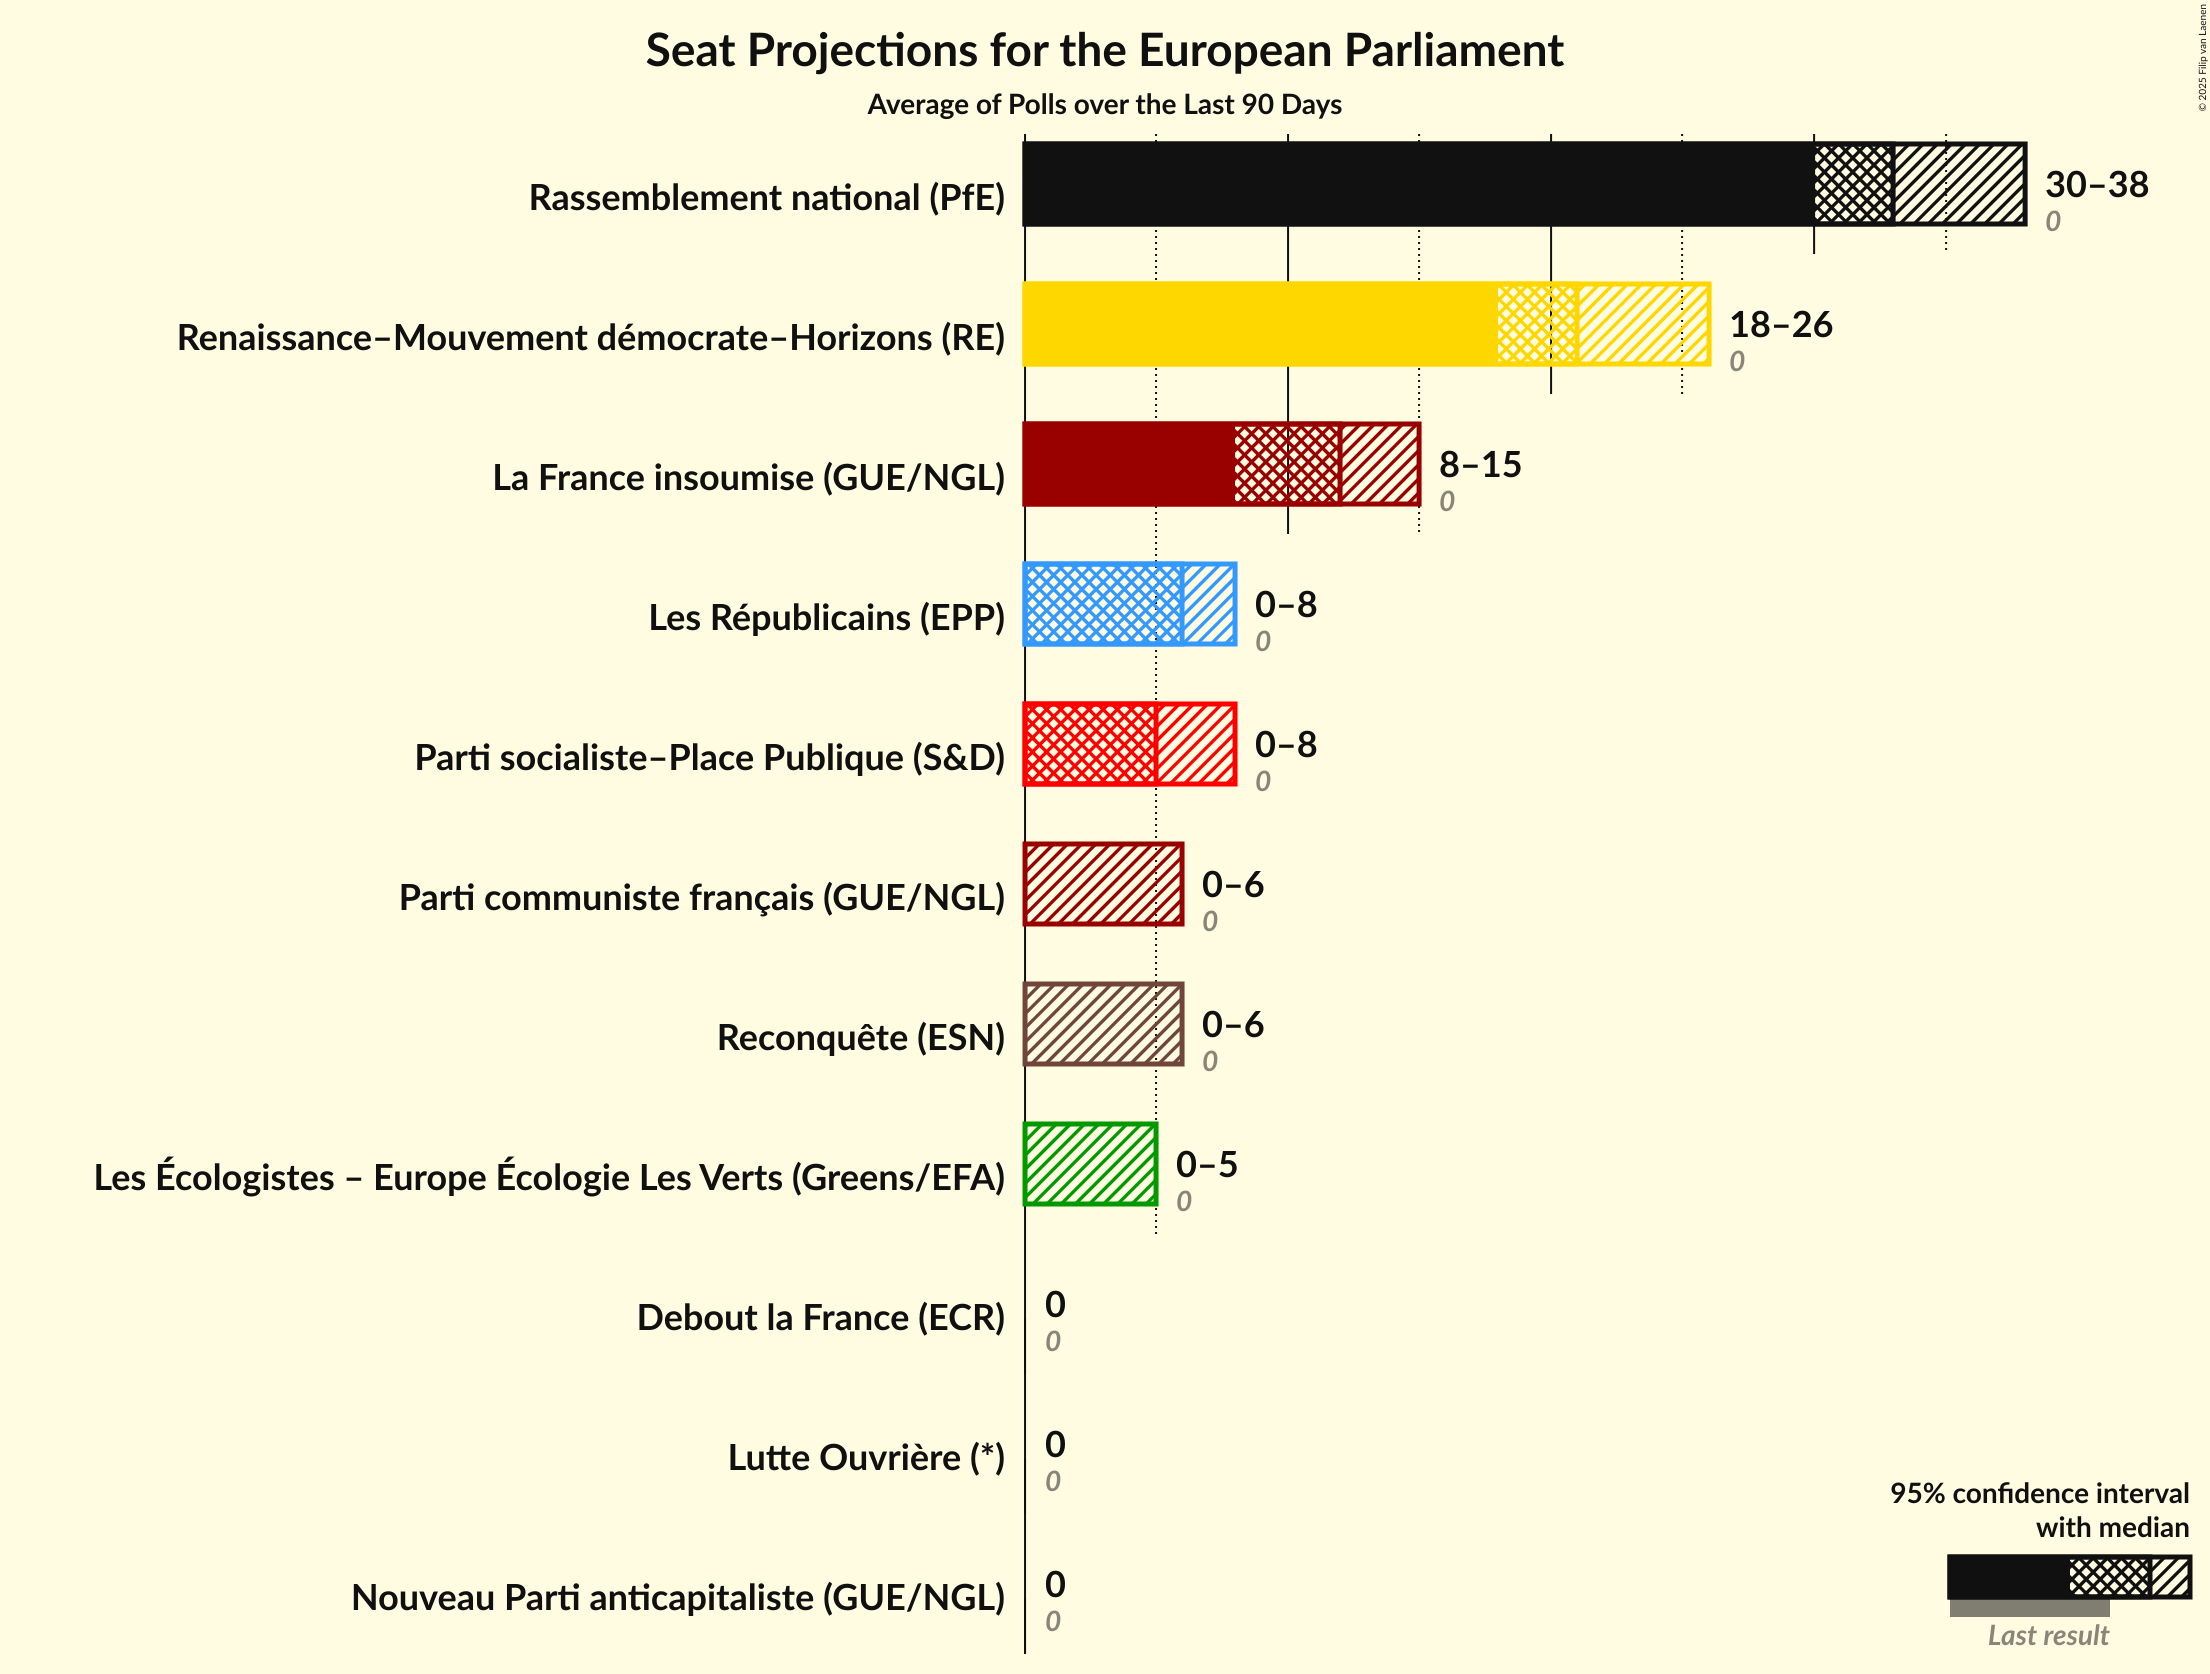 Seat Projections for the European Parliament
Average of Polls over the Last 90 Days
© 2025 Filip van Laenen
Rassemblement national (PfE)
30–38
0
Renaissance–Mouvement démocrate–Horizons (RE)
18–26
0
La France insoumise (GUE/NGL)
8–15
0
Les Républicains (EPP)
0–8
0
Parti socialiste–Place Publique (S&D)
0–8
0
Parti communiste français (GUE/NGL)
0–6
0
Reconquête (ESN)
0–6
0
Les Écologistes – Europe Écologie Les Verts (Greens/EFA)
0–5
0
Debout la France (ECR)
0
0
Lutte Ouvrière (*)
0
0
Nouveau Parti anticapitaliste (GUE/NGL)
0
0
95% confidence interval
with median
Last result